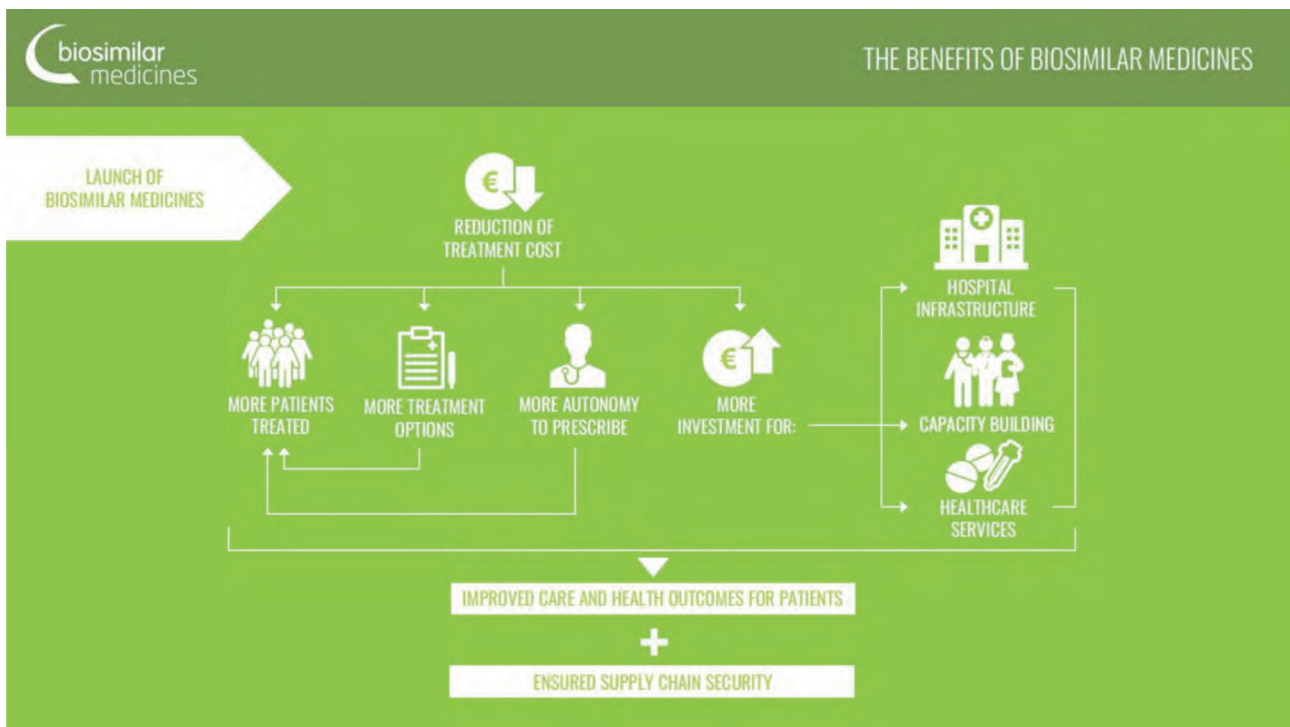 biosimilar
medicines
THE BENEFITS OF BIOSIMILAR MEDICINES
LAUNCH OF
BIOSIMILAR MEDICINES
€
REDUCTION OF
TREATMENT COST
MORE PATIENTS
TREATED
MORE TREATMENT
OPTIONS
MORE AUTONOMY
TO PRESCRIBE
€
MORE
INVESTMENT FOR:
HOSPITAL
INFRASTRUCTURE
CAPACITY BUILDING
HEALTHCARE
SERVICES
IMPROVED CARE AND HEALTH OUTCOMES FOR PATIENTS
+
ENSURED SUPPLY CHAIN SECURITY